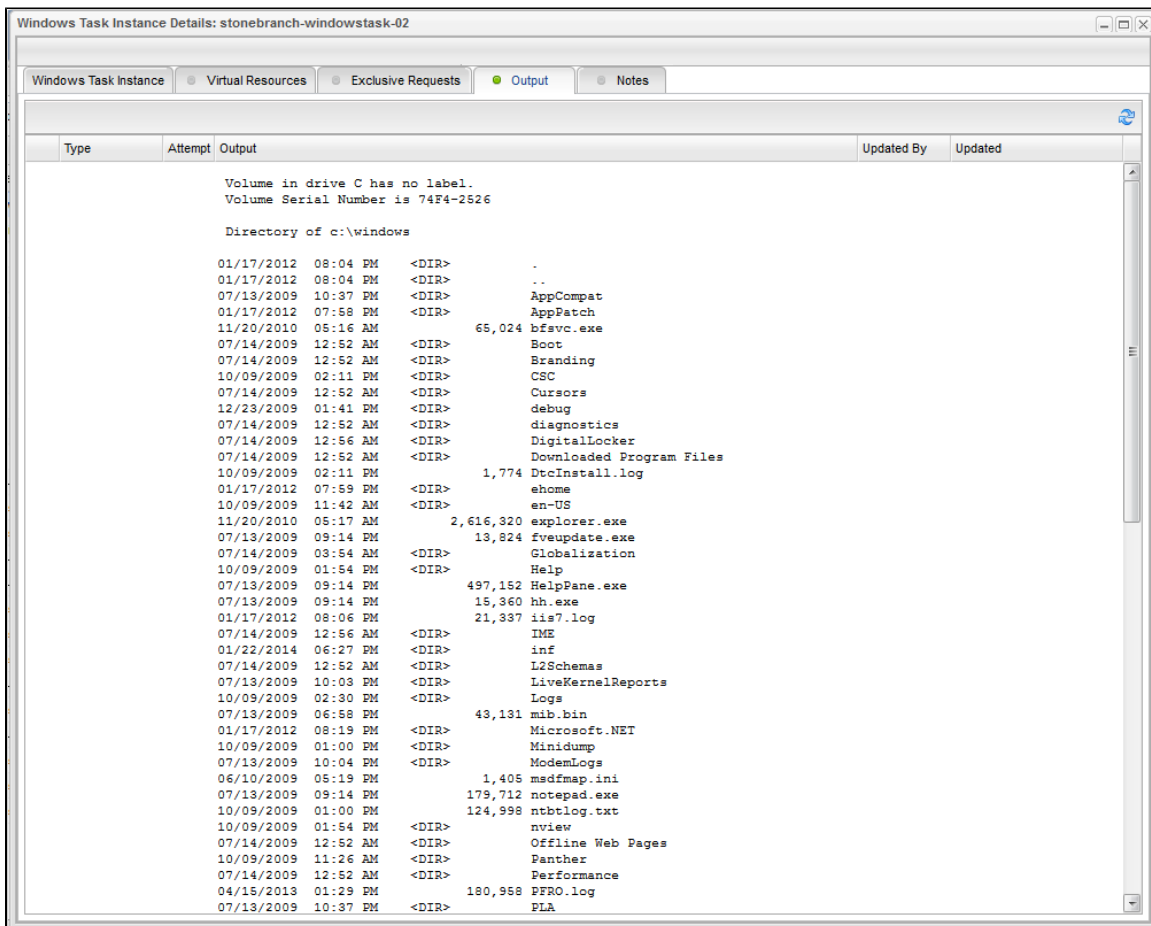 Windows Task Instance Details: stonebranch-windowstask-02
Windows Task Instance Virtual Resources Exclusive Requests Output Notes
Type Attempt Output Updated By Updated
Volume in drive C has no label.
Volume Serial Number is 74F4-2526
Directory of c:\windows
01/17/2012 08:04 PM <DIR> .
01/17/2012 08:04 PM <DIR> ..
07/13/2009 10:37 PM <DIR> AppCompat
01/17/2012 07:58 PM <DIR> AppPatch
11/20/2010 05:16 AM 65,024 bfsvc.exe
07/14/2009 12:52 AM <DIR> Boot
07/14/2009 12:52 AM <DIR> Branding
10/09/2009 02:11 PM <DIR> CSC
07/14/2009 12:52 AM <DIR> Cursors
12/23/2009 01:41 PM <DIR> debug
07/14/2009 12:52 AM <DIR> diagnostics
07/14/2009 12:56 AM <DIR> DigitalLocker
07/14/2009 12:52 AM <DIR> Downloaded Program Files
10/09/2009 02:11 PM 1,774 DtcInstall.log
01/17/2012 07:59 PM <DIR> ehome
10/09/2009 11:42 AM <DIR> en-US
11/20/2010 05:17 AM 2,616,320 explorer.exe
07/13/2009 09:14 PM 13,824 fveupdate.exe
07/14/2009 03:54 AM <DIR> Globalization
10/09/2009 01:54 PM <DIR> Help
07/13/2009 09:14 PM 497,152 HelpPane.exe
07/13/2009 09:14 PM 15,360 hh.exe
01/17/2012 08:06 PM 21,337 iis7.log
07/14/2009 12:56 AM <DIR> IME
01/22/2014 06:27 PM <DIR> inf
07/14/2009 12:52 AM <DIR> L2Schemas
07/13/2009 10:03 PM <DIR> LiveKernelReports
10/09/2009 02:30 PM <DIR> Logs
07/13/2009 06:58 PM 43,131 mib.bin
01/17/2012 08:19 PM <DIR> Microsoft.NET
10/09/2009 01:00 PM <DIR> Minidump
07/13/2009 10:04 PM <DIR> ModemLogs
06/10/2009 05:19 PM 1,405 msdfmap.ini
07/13/2009 09:14 PM 179,712 notepad.exe
10/09/2009 01:00 PM 124,998 ntbtlog.txt
10/09/2009 01:54 PM <DIR> nview
07/14/2009 12:52 AM <DIR> Offline Web Pages
10/09/2009 11:26 AM <DIR> Panther
07/14/2009 12:52 AM <DIR> Performance
04/15/2013 01:29 PM 180,958 PFRO.log
07/13/2009 10:37 PM <DIR> PLA